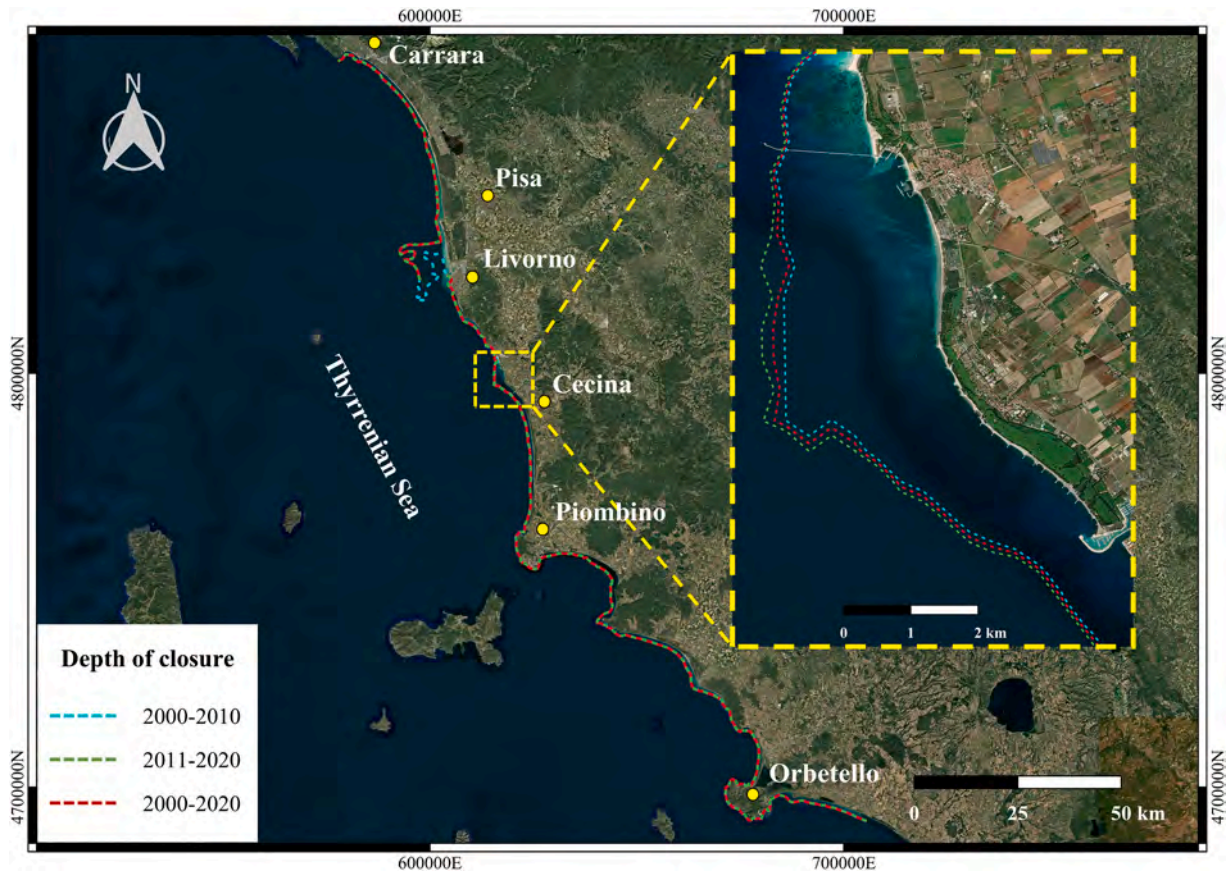 600000E
700000E
N
Carrara
Pisa
Livorno
4800000N
4800000N
Thyrrenian Sea
Cecina
Piombino
0
1
2 km
Depth of closure
2000-2010
2011-2020
2000-2020
Orbetello
4700000N
4700000N
0
25
50 km
600000E
700000E